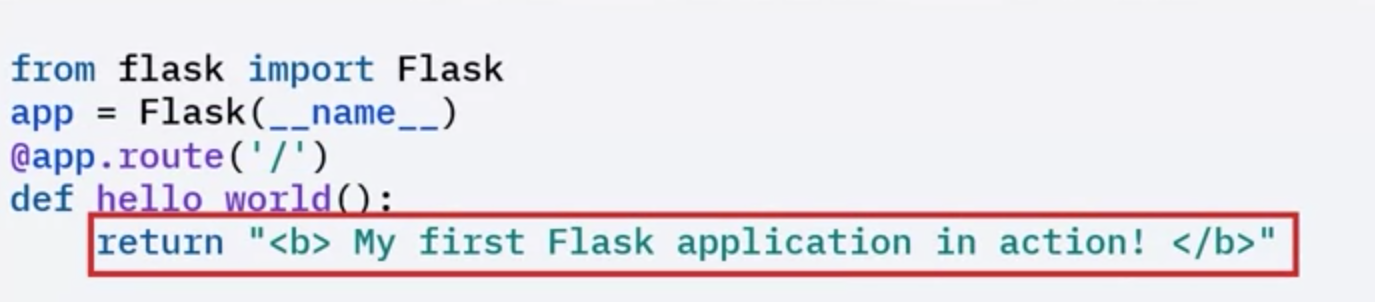 from flask import Flask
app = Flask(__name__)
@app.route('/')
def hello_world():
return "<b> My first Flask application in action! </b>"